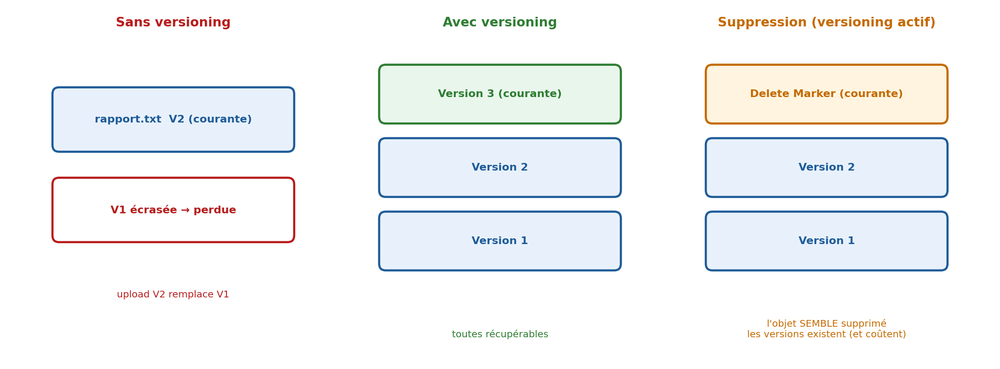 Sans versioning
rapport.txt  V2 (courante)
V1 écrasée → perdue
upload V2 remplace V1
Avec versioning
Version 3 (courante)
Version 2
Version 1
toutes récupérables
Suppression (versioning actif)
Delete Marker (courante)
Version 2
Version 1
l'objet SEMBLE supprimé
les versions existent (et coûtent)